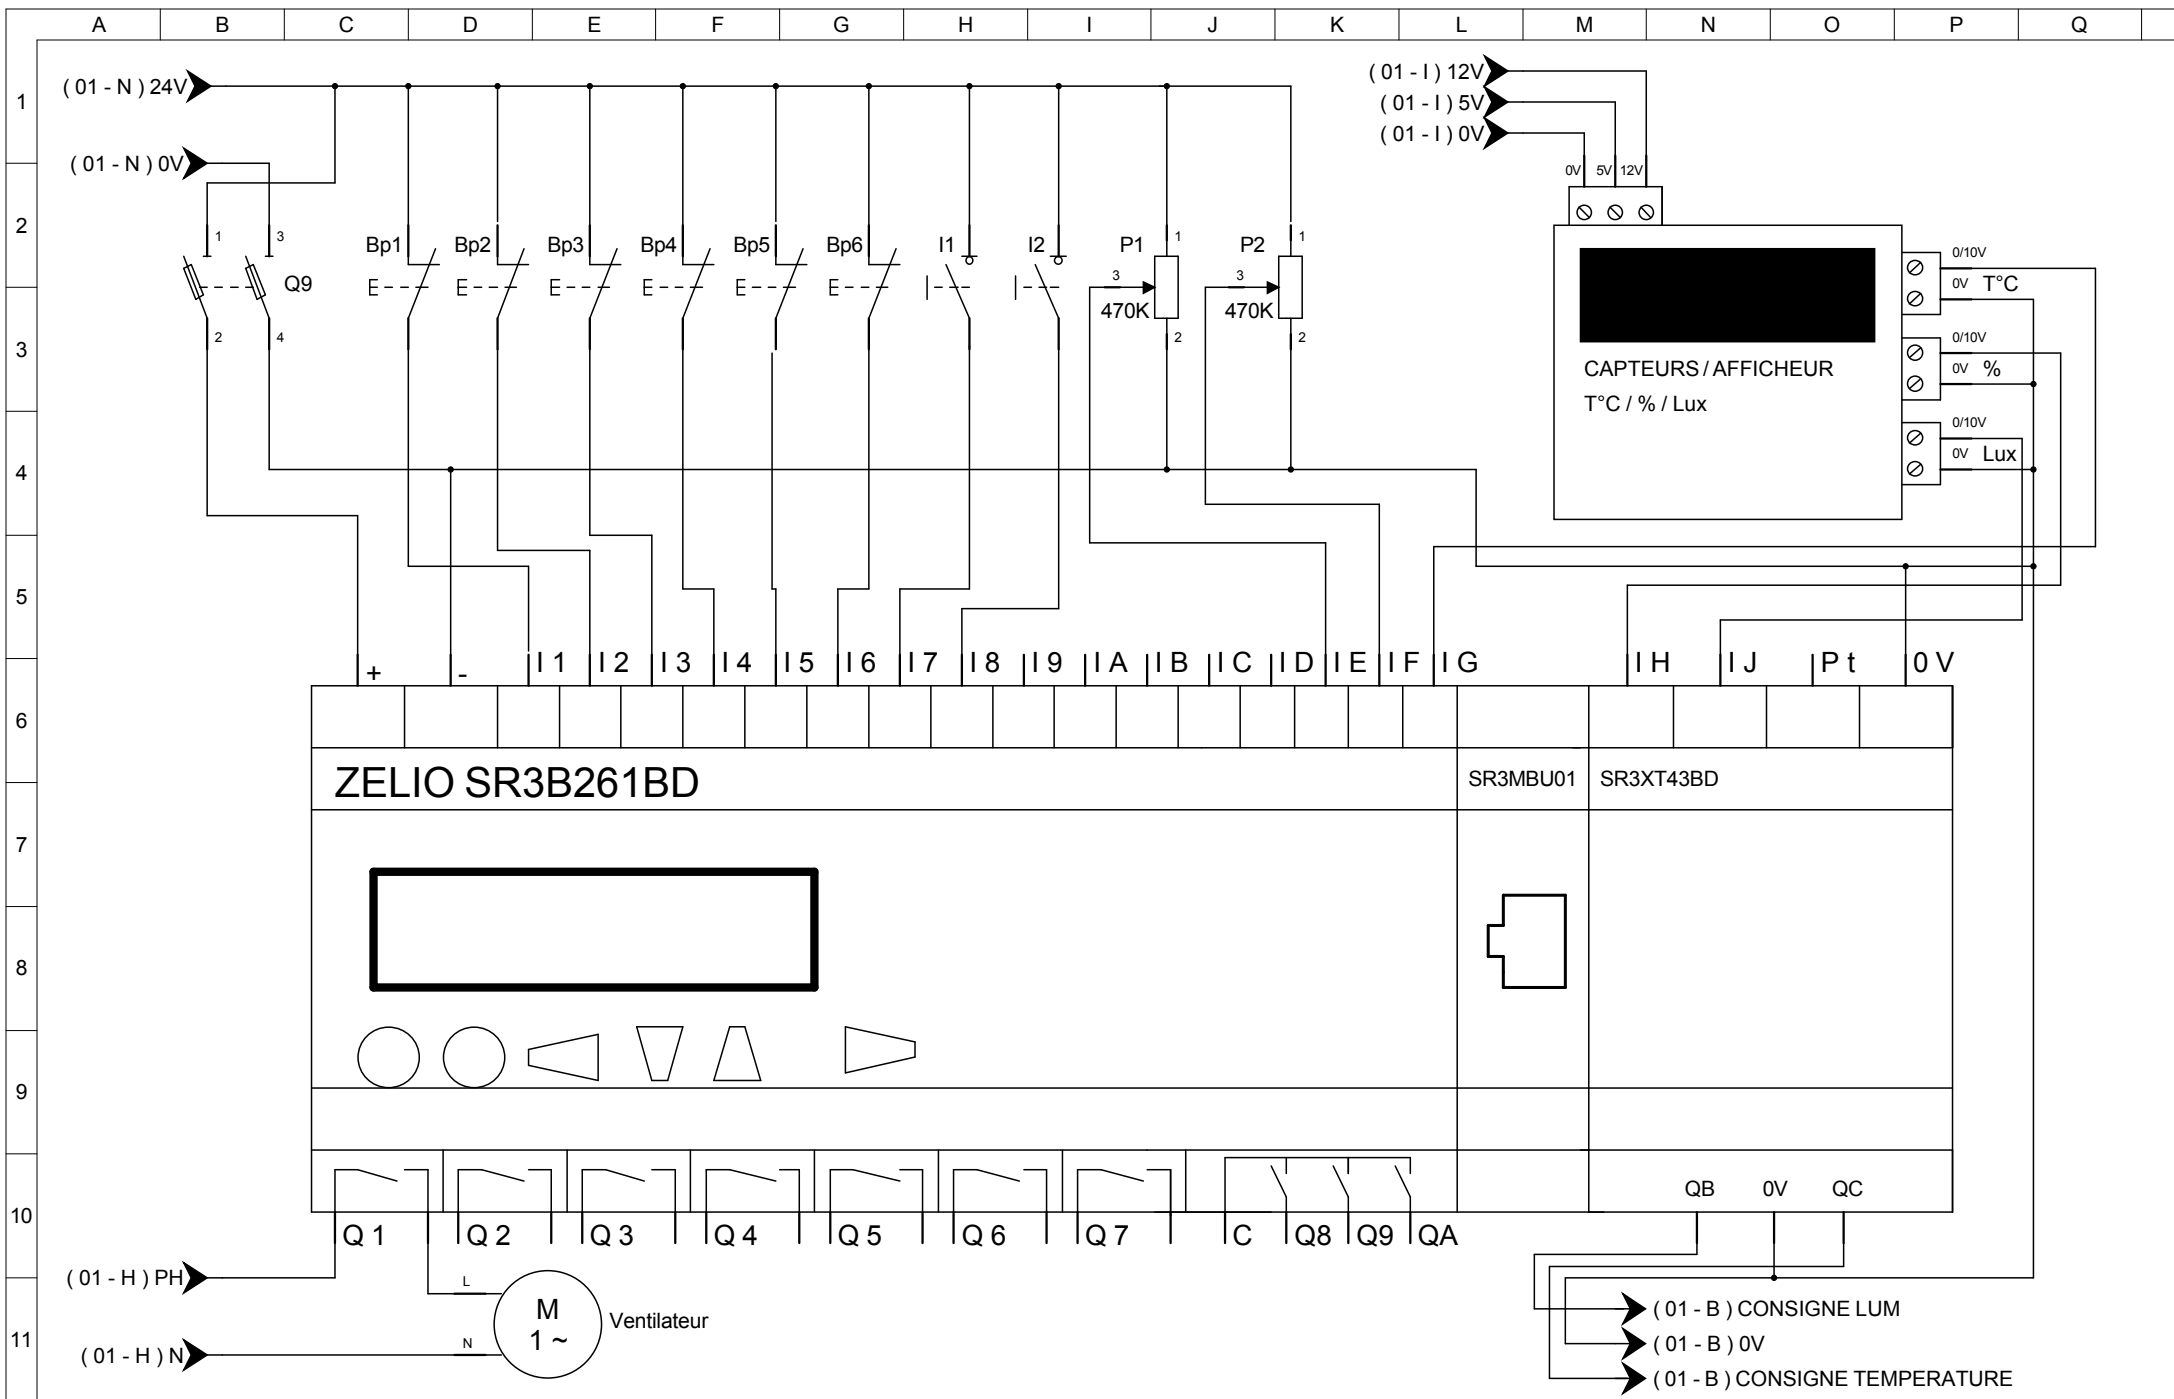 A B C D E F G H I J K L M N O P Q
1
2
3
4
5
6
7
8
9
10
11
( 01 - N ) 24V
( 01 - N ) 0V
( 01 - I ) 12V
( 01 - I ) 5V
( 01 - I ) 0V
0V 5V 12V
1 3
Q9
2 4
Bp1 Bp2 Bp3 Bp4 Bp5 Bp6 I1 I2
P1 1
3
470K
2
P2 1
3
470K
2
CAPTEURS / AFFICHEUR
T°C / % / Lux
0/10V
0V T°C
0/10V
0V %
0/10V
0V Lux
+ - I 1 I 2 I 3 I 4 I 5 I 6 I 7 I 8 I 9 I A I B I C I D I E I F I G I H I J P t 0 V
ZELIO SR3B261BD
SR3MBU01
SR3XT43BD
QB 0V QC
Q 1 Q 2 Q 3 Q 4 Q 5 Q 6 Q 7 C Q8 Q9 QA
( 01 - H ) PH
( 01 - H ) N
L
N
M
1 ~
Ventilateur
( 01 - B ) CONSIGNE LUM
( 01 - B ) 0V
( 01 - B ) CONSIGNE TEMPERATURE